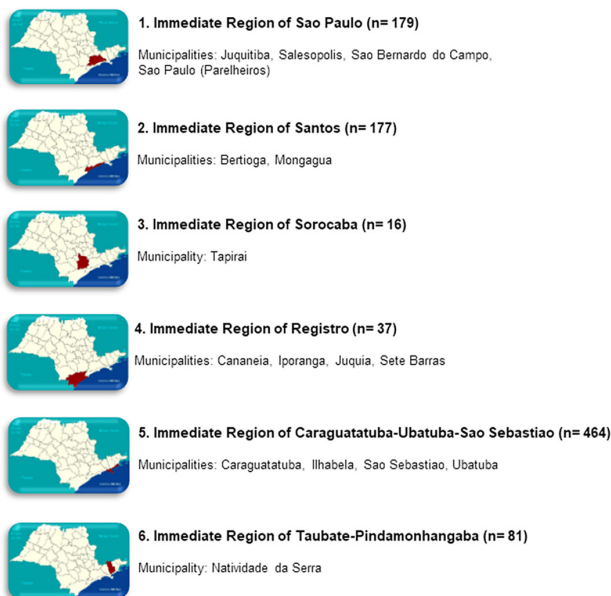 1. Immediate Region of Sao Paulo (n= 179)
Municipalities: Juquitiba, Salesopolis, Sao Bernardo do Campo,
Sao Paulo (Parelheiros)
2. Immediate Region of Santos (n= 177)
Municipalities: Bertioga, Mongagua
3. Immediate Region of Sorocaba (n= 16)
Municipality: Tapirai
4. Immediate Region of Registro (n= 37)
Municipalities: Cananeia, Iporanga, Juquia, Sete Barras
5. Immediate Region of Caraguatatuba-Ubatuba-Sao Sebastiao (n= 464)
Municipalities: Caraguatatuba, Ilhabela, Sao Sebastiao, Ubatuba
6. Immediate Region of Taubate-Pindamonhangaba (n= 81)
Municipality: Natividade da Serra